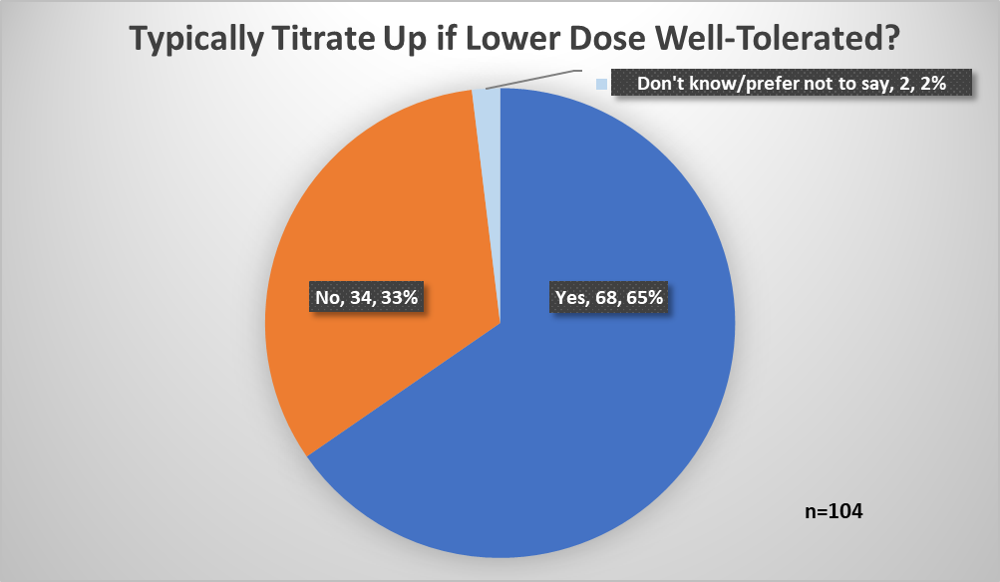 Typically Titrate Up if Lower Dose Well-Tolerated?
Don't know/prefer not to say, 2, 2%
No, 34, 33%
Yes, 68, 65%
n=104